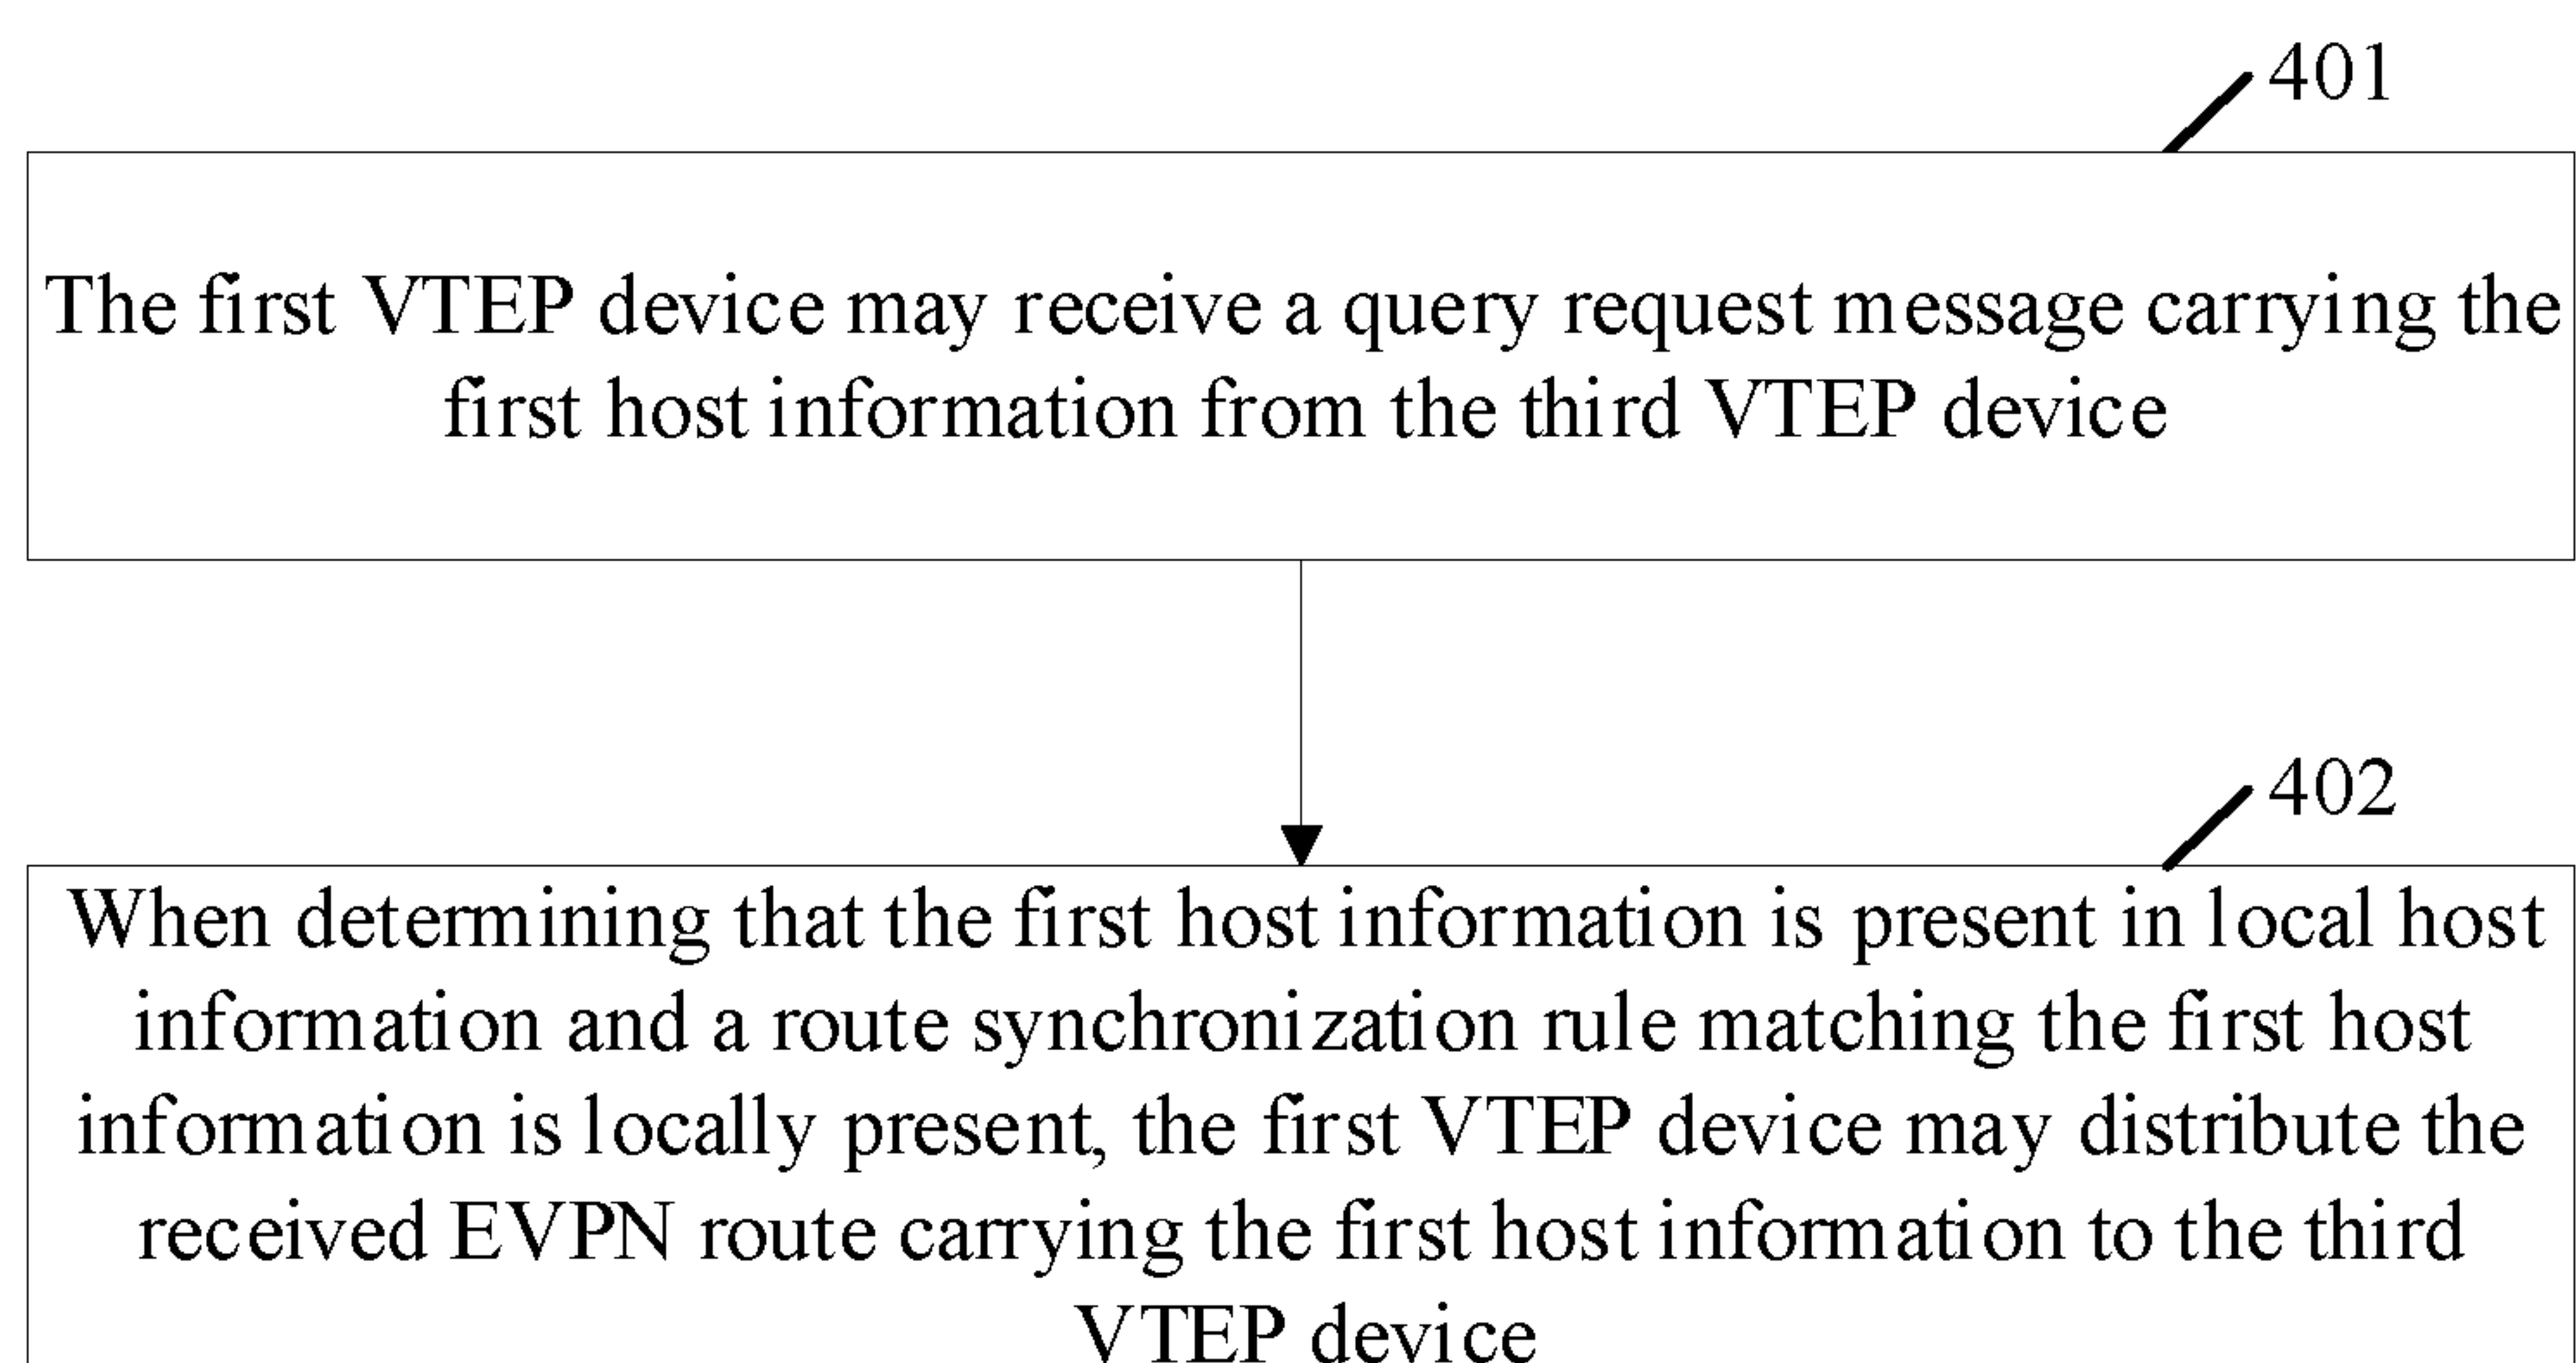 401
The first VTEP device may receive a query request message carrying the
first host information from the third VTEP device
402
When determining that the first host information is present in local host
information and a route synchronization rule matching the first host
information is locally present, the first VTEP device may distribute the
received EVPN route carrying the first host information to the third
VTEP device